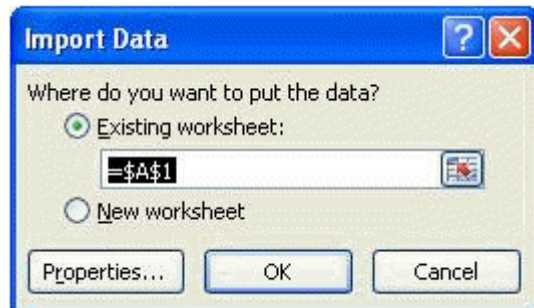 Import Data
Where do you want to put the data?
Existing worksheet:
=$A$1
New worksheet
Properties... OK Cancel